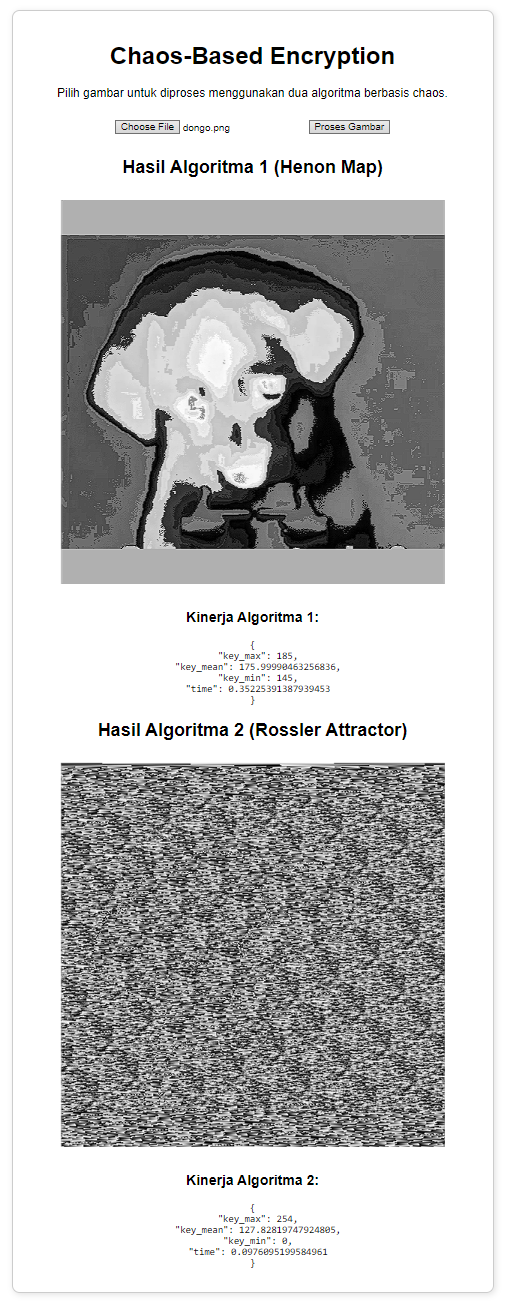 Chaos-Based Encryption
Pilih gambar untuk diproses menggunakan dua algoritma berbasis chaos.
Choose File dongo.png Proses Gambar
Hasil Algoritma 1 (Henon Map)
Kinerja Algoritma 1:
{
"key_max": 185,
"key_mean": 175.99990463256836,
"key_min": 145,
"time": 0.35225391387939453
}
Hasil Algoritma 2 (Rossler Attractor)
Kinerja Algoritma 2:
{
"key_max": 254,
"key_mean": 127.82819747924805,
"key_min": 0,
"time": 0.0976095199584961
}